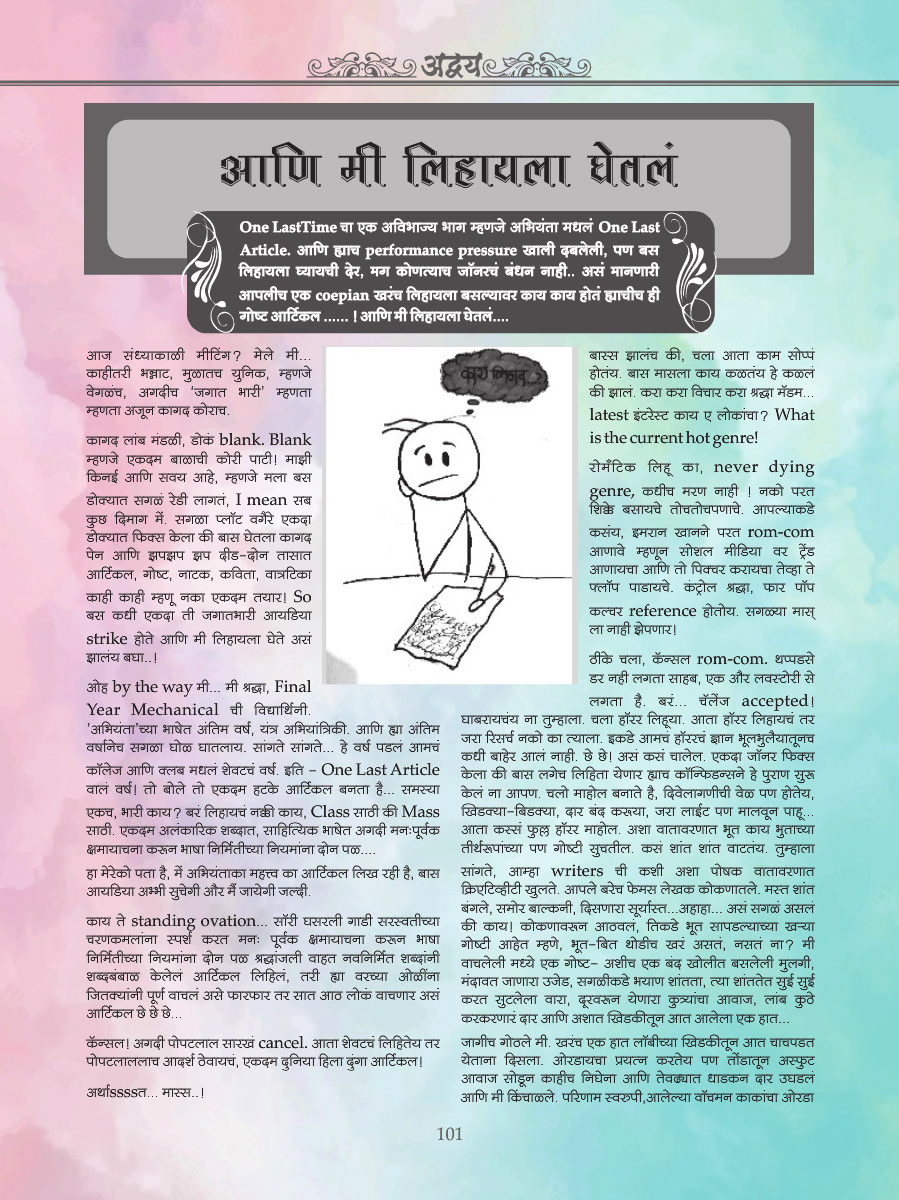 अद्वय
आणि मी लिहायला घेतलं
One LastTime चा एक अविभाज्य भाग म्हणजे अभियंता मधलं One Last
Article. आणि ह्याच performance pressure खाली दबलेली, पण बस
लिहायला घ्यायची देर, मग कोणत्याच जॉनरचं बंधन नाही.. असं मानणारी
आपलीच एक coepian खरंच लिहायला बसल्यावर काय काय होतं ह्याचीच ही
गोष्ट आर्टिकल ...... ! आणि मी लिहायला घेतलं....
आज संध्याकाळी मीटिंग? मेले मी...
काहीतरी भन्नाट, मुळातच युनिक, म्हणजे
वेगळंच, अगदीच 'जगात भारी' म्हणता
म्हणता अजून कागद कोराच.
कागद लांब मंडळी, डोकं blank. Blank
म्हणजे एकदम बाळाची कोरी पाटी! माझी
किनई आणि सवय आहे, म्हणजे मला बस
डोक्यात सगळं रेडी लागतं, I mean सब
कुछ दिमाग में. सगळा प्लॉट वगैरे एकदा
डोक्यात फिक्स केला की बास घेतला कागद
पेन आणि झपझप झप दीड-दोन तासात
आर्टिकल, गोष्ट, नाटक, कविता, वात्रटिका
काही काही म्हणू नका एकदम तयार! So
बस कधी एकदा ती जगातभारी आयडिया
strike होते आणि मी लिहायला घेते असं
झालंय बघा..!
ओह by the way मी... मी श्रद्धा, Final
Year Mechanical ची विद्यार्थिनी.
'अभियंता'च्या भाषेत अंतिम वर्ष, यंत्र अभियांत्रिकी. आणि ह्या अंतिम
वर्षानेच सगळा घोळ घातलाय. सांगते सांगते... हे वर्ष पडलं आमचं
कॉलेज आणि क्लब मधलं शेवटचं वर्ष. इति – One Last Article
वालं वर्ष! तो बोले तो एकदम हटके आर्टिकल बनता है... समस्या
एकच, भारी काय? बरं लिहायचं नक्की काय, Class साठी की Mass
साठी. एकदम अलंकारिक शब्दात, साहित्यिक भाषेत अगदी मनःपूर्वक
क्षमायाचना करून भाषा निर्मितीच्या नियमांना दोन पळ....
हा मेरेको पता है, में अभियंताका महत्त्व का आर्टिकल लिख रही है, बास
आयडिया अभ्भी सुचेगी और मैं जायेगी जल्दी.
काय ते standing ovation... सॉरी घसरली गाडी सरस्वतीच्या
चरणकमलांना स्पर्श करत मनः पूर्वक क्षमायाचना करून भाषा
निर्मितीच्या नियमांना दोन पळ श्रद्धांजली वाहत नवनिर्मित शब्दांनी
शब्दबंबाळ केलेलं आर्टिकल लिहिलं, तरी ह्या वरच्या ओळींना
जितक्यांनी पूर्ण वाचलं असे फारफार तर सात आठ लोकं वाचणार असं
आर्टिकल छे छे छे...
कॅन्सल! अगदी पोपटलाल सारखं cancel. आता शेवटचं लिहितेय तर
पोपटलाललाच आदर्श ठेवायचं, एकदम दुनिया हिला दुंगा आर्टिकल!
अर्थाssssत... मास्स..!
काय लिहू...?
बास्स झालंच की, चला आता काम सोप्पं
होतंय. बास मासला काय कळतंय हे कळलं
की झालं. करा करा विचार करा श्रद्धा मॅडम...
latest इंटरेस्ट काय ए लोकांचा? What
is the current hot genre!
रोमँटिक लिहू का, never dying
genre, कधीच मरण नाही ! नको परत
शिक्के बसायचे तोचतोचपणाचे. आपल्याकडे
कसंय, इमरान खानने परत rom-com
आणावे म्हणून सोशल मीडिया वर ट्रेंड
आणायचा आणि तो पिक्चर करायचा तेव्हा ते
फ्लॉप पाडायचे. कंट्रोल श्रद्धा, फार पॉप
कल्चर reference होतोय. सगळ्या मास्
ला नाही झेपणार!
ठीके चला, कॅन्सल rom-com. थप्पडसे
डर नही लगता साहब, एक और लवस्टोरी से
लगता है. बरं... चॅलेंज accepted!
घाबरायचंय ना तुम्हाला. चला हॉरर लिहूया. आता हॉरर लिहायचं तर
जरा रिसर्च नको का त्याला. इकडे आमचं हॉररचं ज्ञान भूलभुलैयातूनच
कधी बाहेर आलं नाही. छे छे! असं कसं चालेल. एकदा जॉनर फिक्स
केला की बास लगेच लिहिता येणार ह्याच कॉन्फिडन्सने हे पुराण सुरू
केलं ना आपण. चलो माहोल बनाते है, दिवेलागणीची वेळ पण होतेय,
खिडक्या-बिडक्या, दार बंद करूया, जरा लाईट पण मालवून पाहू...
आता कस्सं फुल्ल हॉरर माहोल. अशा वातावरणात भूत काय भुताच्या
तीर्थरूपांच्या पण गोष्टी सुचतील. कसं शांत शांत वाटतंय. तुम्हाला
सांगते, आम्हा writers ची कशी अशा पोषक वातावरणात
क्रिएटिव्हीटी खुलते. आपले बरेच फेमस लेखक कोकणातले. मस्त शांत
बंगले, समोर बाल्कनी, दिसणारा सूर्यास्त...अहाहा... असं सगळं असलं
की काय! कोकणावरून आठवलं, तिकडे भूत सापडल्याच्या खऱ्या
गोष्टी आहेत म्हणे, भूत-बित थोडीच खरं असतं, नसतं ना? मी
वाचलेली मध्ये एक गोष्ट- अशीच एक बंद खोलीत बसलेली मुलगी,
मंदावत जाणारा उजेड, सगळीकडे भयाण शांतता, त्या शांततेत सुई सुई
करत सुटलेला वारा, दूरवरून येणारा कुत्र्यांचा आवाज, लांब कुठे
करकरणारं दार आणि अशात खिडकीतून आत आलेला एक हात...
जागीच गोठले मी. खरंच एक हात लॉबीच्या खिडकीतून आत चाचपडत
येताना दिसला. ओरडायचा प्रयत्न करतेय पण तोंडातून अस्फुट
आवाज सोडून काहीच निघेना आणि तेवढ्यात धाडकन दार उघडलं
आणि मी किंचाळले. परिणाम स्वरुपी,आलेल्या वॉचमन काकांचा ओरडा
101